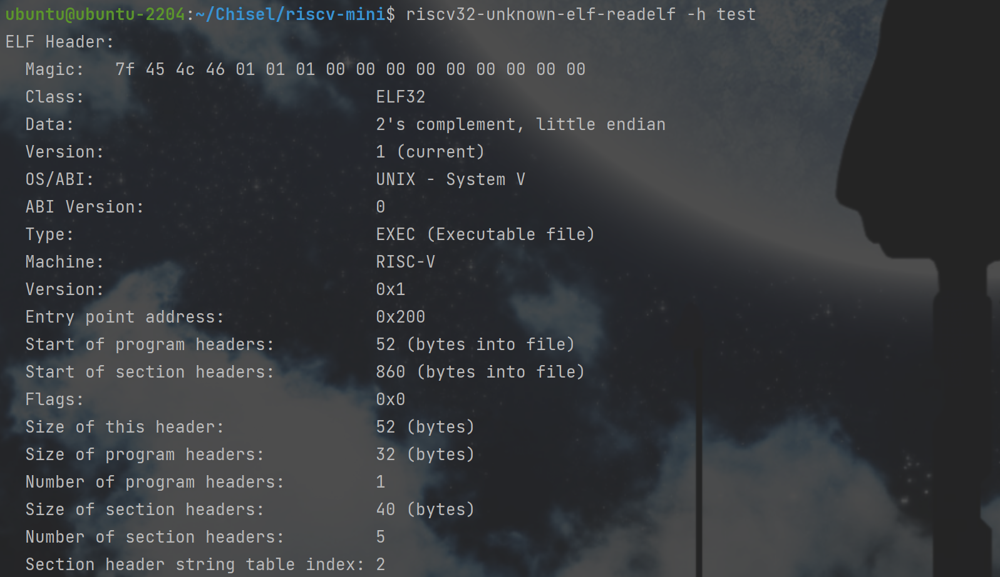 ubuntu@ubuntu-2204:~/Chisel/riscv-mini$ riscv32-unknown-elf-readelf -h test
ELF Header:
  Magic:   7f 45 4c 46 01 01 01 00 00 00 00 00 00 00 00 00
  Class:                             ELF32
  Data:                              2's complement, little endian
  Version:                           1 (current)
  OS/ABI:                            UNIX - System V
  ABI Version:                       0
  Type:                              EXEC (Executable file)
  Machine:                           RISC-V
  Version:                           0x1
  Entry point address:               0x200
  Start of program headers:          52 (bytes into file)
  Start of section headers:          860 (bytes into file)
  Flags:                             0x0
  Size of this header:               52 (bytes)
  Size of program headers:           32 (bytes)
  Number of program headers:         1
  Size of section headers:           40 (bytes)
  Number of section headers:         5
  Section header string table index: 2